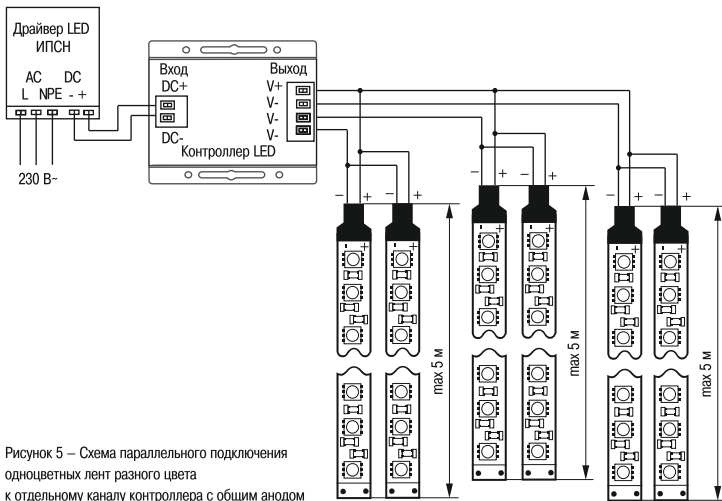 Драйвер LED
ИПСН
AC DC
L NPE - +
230 В~
Вход
DC+
DC-
Выход
V+
V-
V-
V-
Контроллер LED
- + +
- + +
- + +
- +
- +
- +
max 5 м
max 5 м
max 5 м
Рисунок 5 – Схема параллельного подключения
одноцветных лент разного цвета
к отдельному каналу контроллера с общим анодом